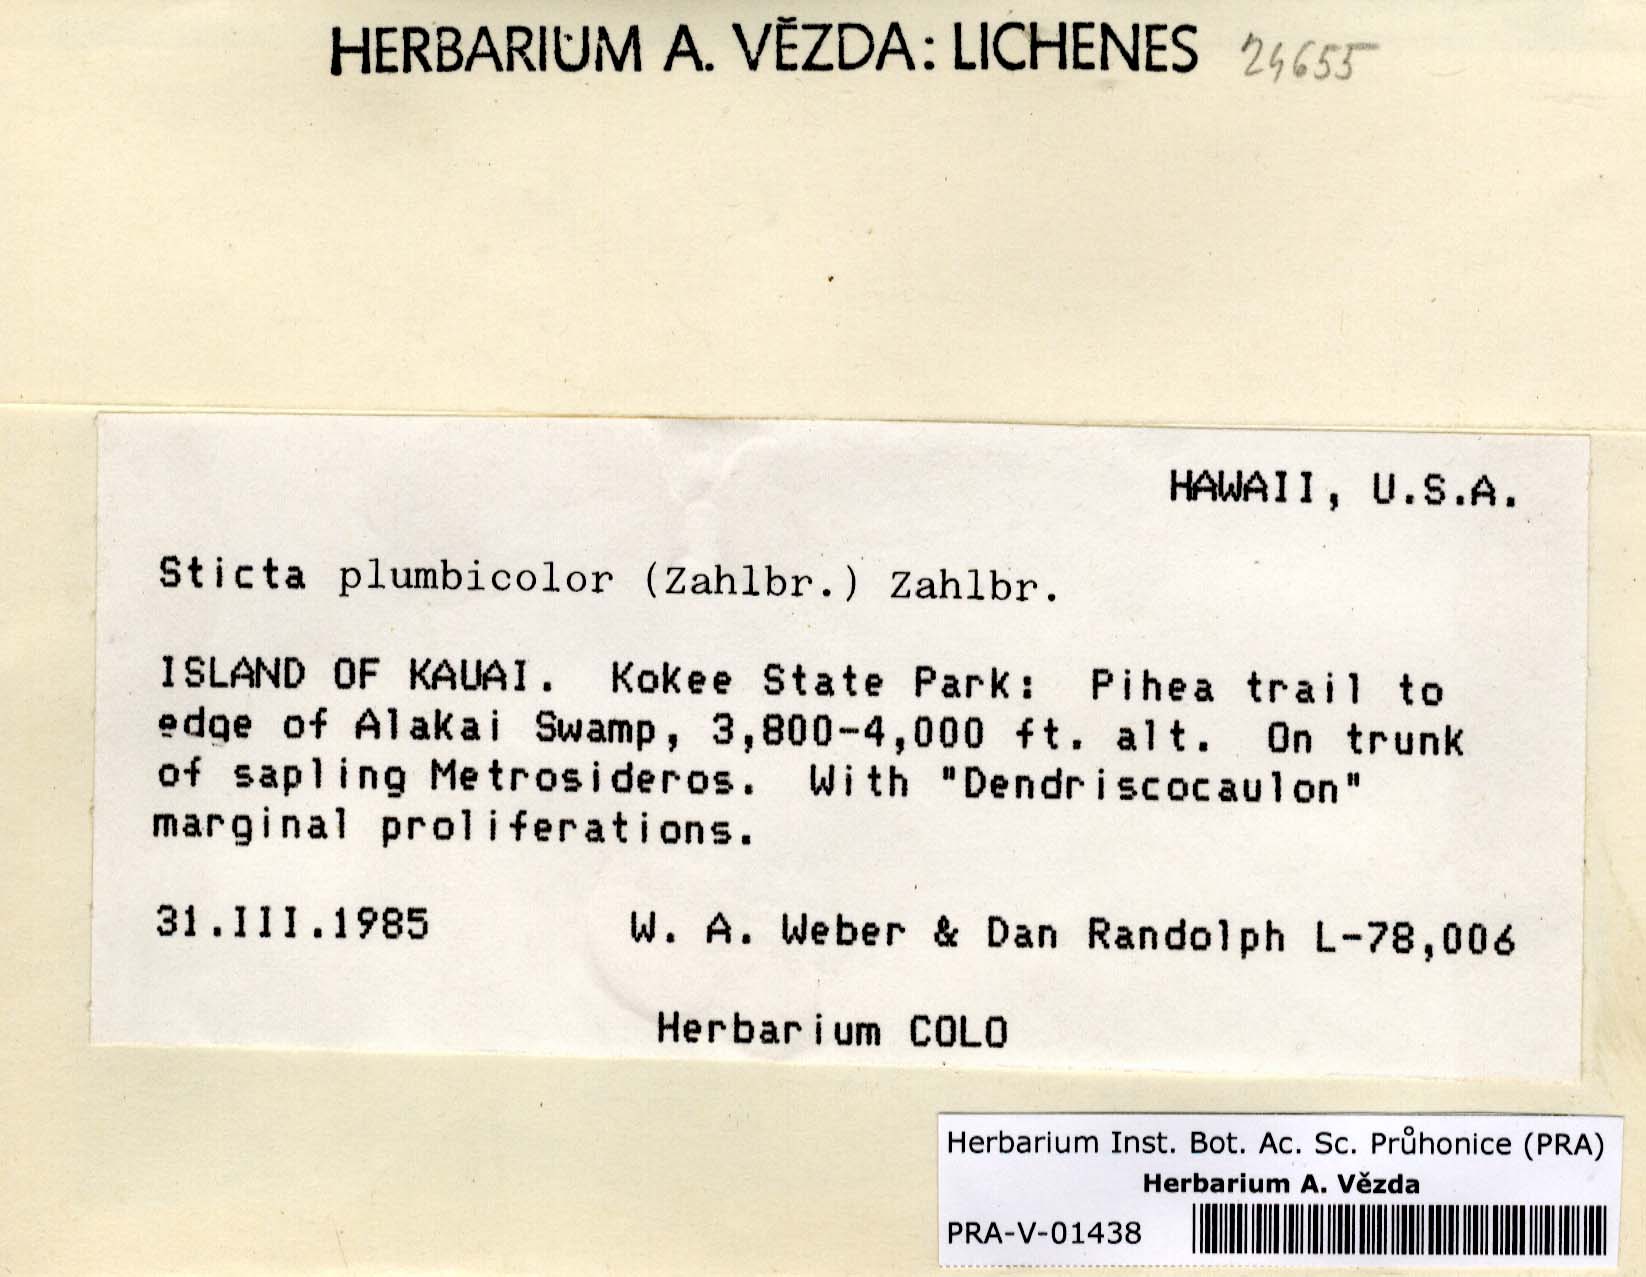 HERBARIUM A. VĚZDA: LICHENES 24655
HAWAII, U.S.A.
Sticta plumbicolor (Zahlbr.) Zahlbr.
ISLAND OF KAUAI. Kokee State Park: Pihea trail to
edge of Alakai Swamp, 3,800-4,000 ft. alt. On trunk
of sapling Metrosideros. With "Dendriscocaulon"
marginal proliferations.
31.III.1985 W. A. Weber & Dan Randolph L-78,006
Herbarium COLO
Herbarium Inst. Bot. Ac. Sc. Průhonice (PRA)
Herbarium A. Vězda
PRA-V-01438